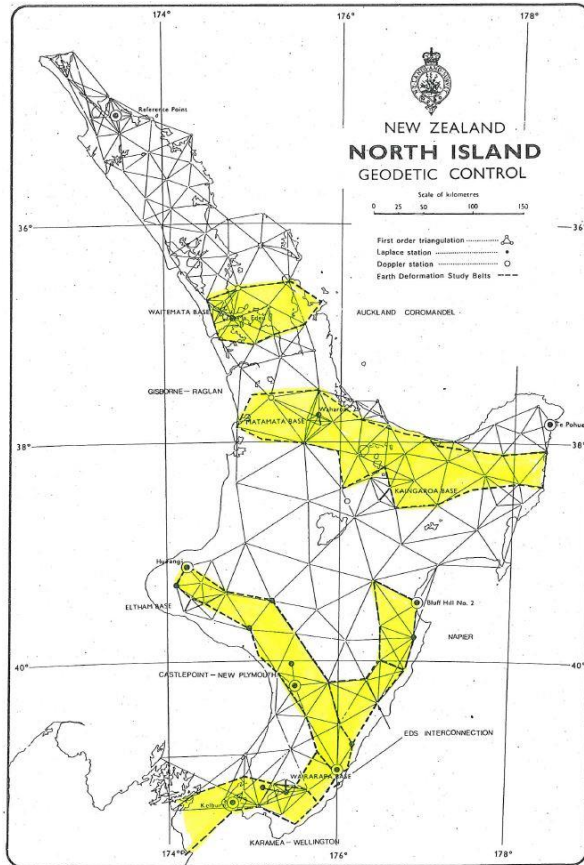 174°
176°
178°
Reference Point
NEW ZEALAND
NORTH ISLAND
GEODETIC CONTROL
Scale of kilometres
0 25 50 100 150
36°
36°
First order triangulation
Laplace station
Doppler station
Earth Deformation Study Belts
WAITEMATA BASE
Eden
AUCKLAND COROMANDEL
GISBORNE-RAGLAN
Waharoa
MATAMATA BASE
Te Pohue
38°
38°
KAINGAROA BASE
Huirangi
ELTHAM BASE
Bluff Hill No. 2
NAPIER
40°
40°
CASTLEPOINT-NEW PLYMOUTH
EDS INTERCONNECTION
WAIRARAPA BASE
Kelburn
KARAMEA-WELLINGTON
174°
176°
178°